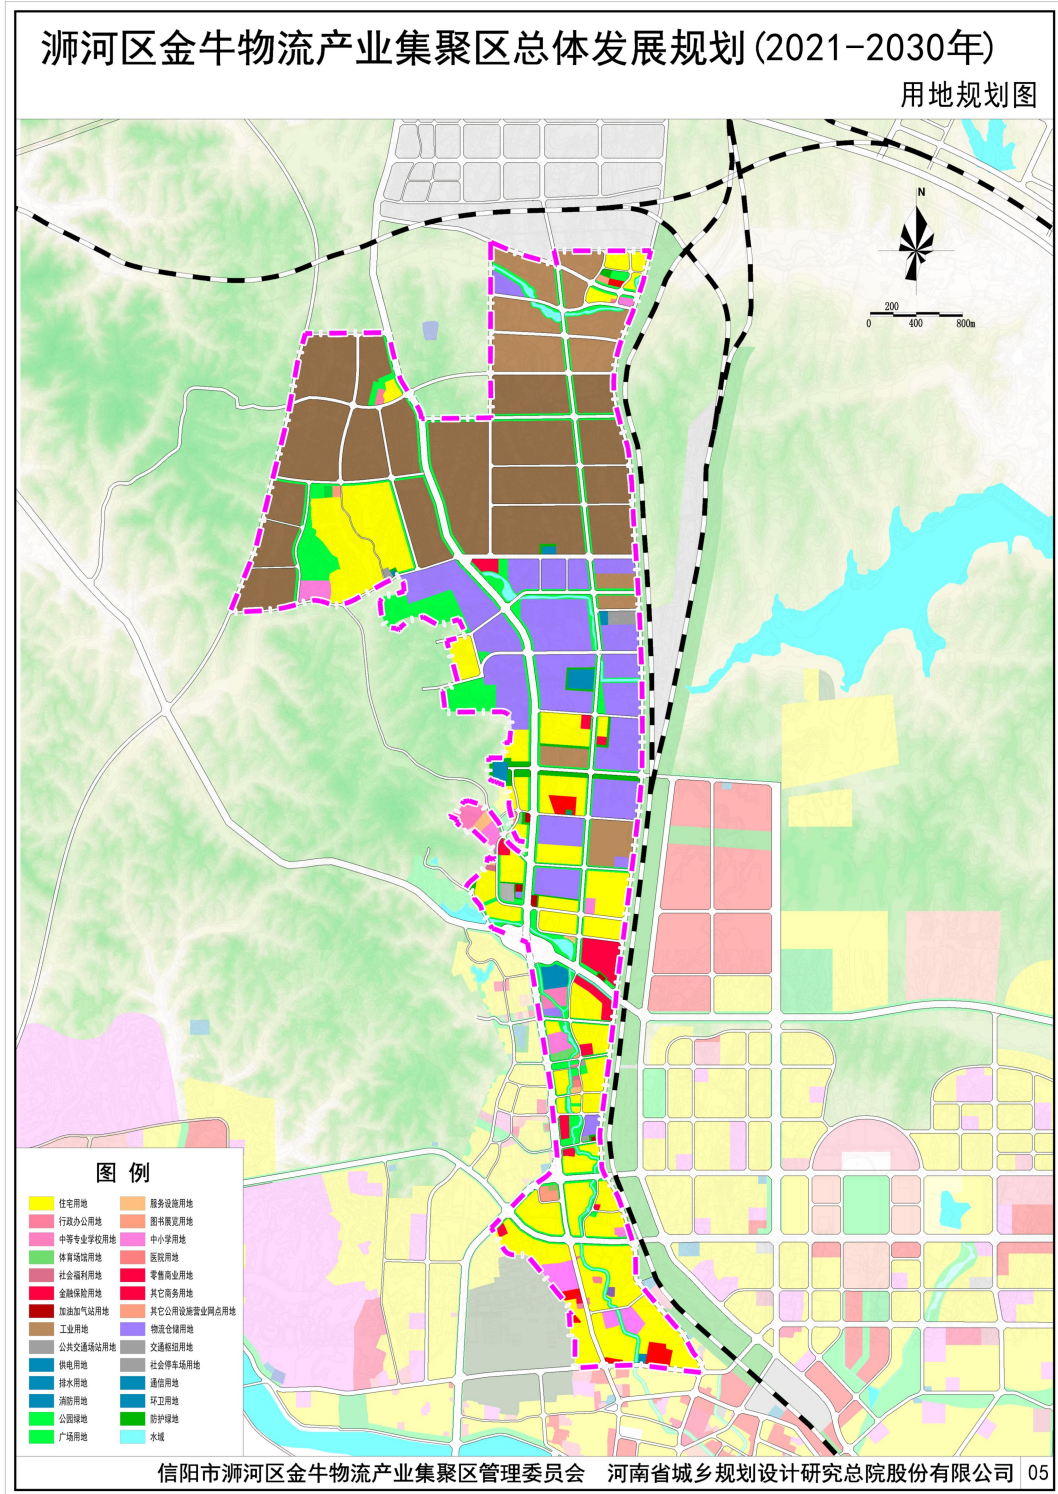 浉河区金牛物流产业集聚区总体发展规划(2021-2030年)
用地规划图
N
200
0 400 800m
图 例
住宅用地 服务设施用地
行政办公用地 图书展览用地
中等专业学校用地 中小学用地
体育场馆用地 医院用地
社会福利用地 零售商业用地
金融保险用地 其它商务用地
加油加气站用地 其它公用设施营业网点用地
工业用地 物流仓储用地
公共交通场站用地 交通枢纽用地
供电用地 社会停车场用地
排水用地 通信用地
消防用地 环卫用地
公园绿地 防护绿地
广场用地 水域
信阳市浉河区金牛物流产业集聚区管理委员会 河南省城乡规划设计研究总院股份有限公司 05